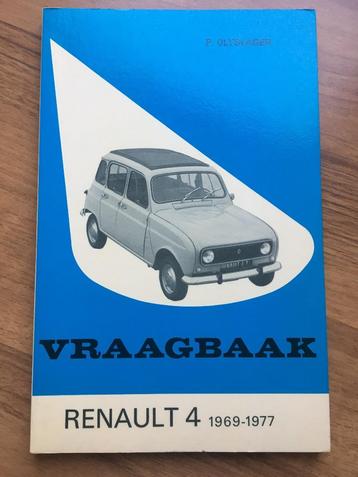 P. OLYSLAGER
VRAAGBAAK
RENAULT 4 1969-1977